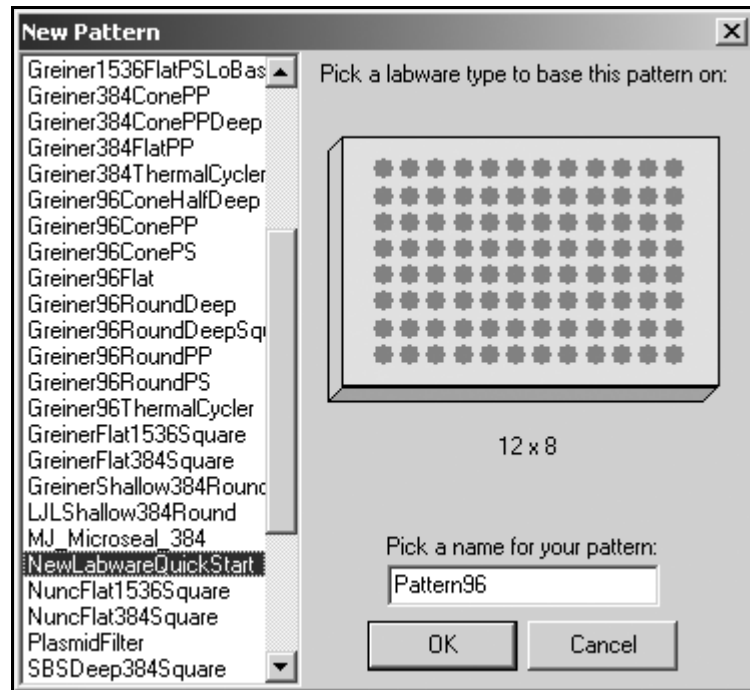 New Pattern
Greiner1536FlatPSLoBas
Greiner384ConePP
Greiner384ConePPDeep
Greiner384FlatPP
Greiner384ThermalCycler
Greiner96ConeHalfDeep
Greiner96ConePP
Greiner96ConePS
Greiner96Flat
Greiner96RoundDeep
Greiner96RoundDeepSqu
Greiner96RoundPP
Greiner96RoundPS
Greiner96ThermalCycler
GreinerFlat1536Square
GreinerFlat384Square
GreinerShallow384Round
LJLShallow384Round
MJ_Microseal_384
NewLabwareQuickStart
NuncFlat1536Square
NuncFlat384Square
PlasmidFilter
SBSDeep384Square
Pick a labware type to base this pattern on:
12 x 8
Pick a name for your pattern:
Pattern96
OK
Cancel